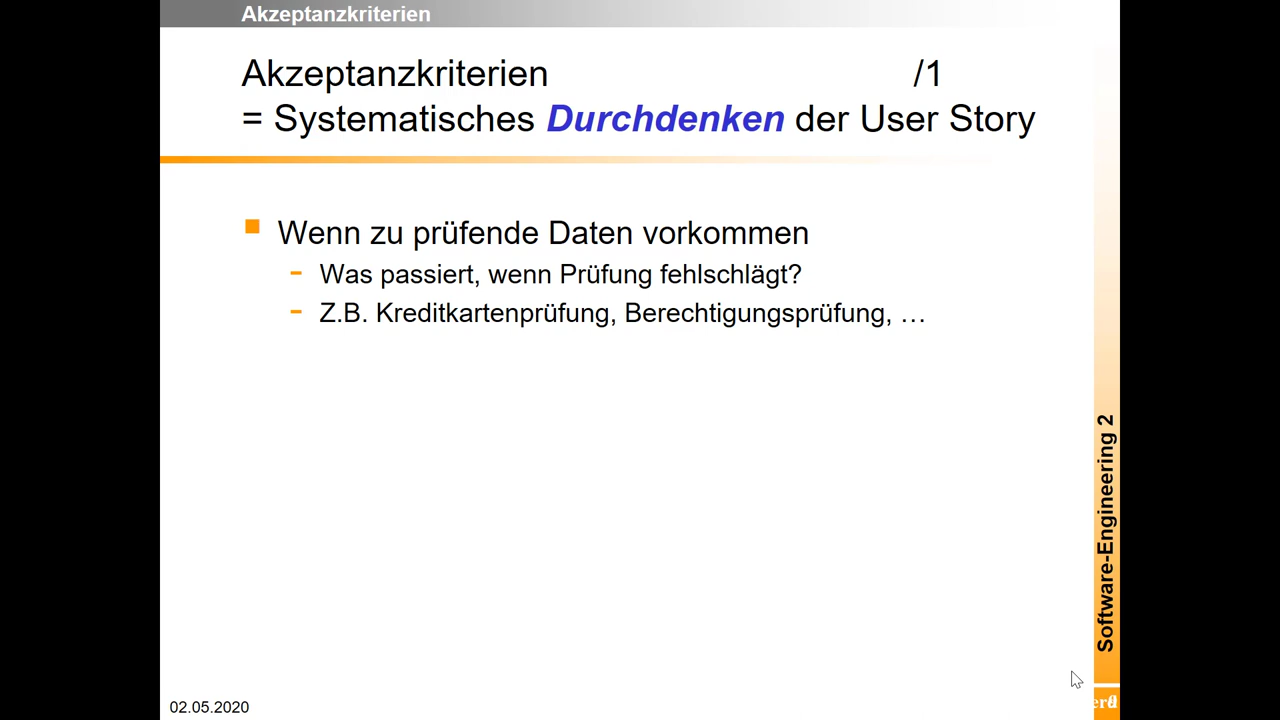 Akzeptanzkriterien
Akzeptanzkriterien /1
= Systematisches Durchdenken der User Story
Wenn zu prüfende Daten vorkommen
- Was passiert, wenn Prüfung fehlschlägt?
- Z.B. Kreditkartenprüfung, Berechtigungsprüfung, …
Software-Engineering 2
02.05.2020